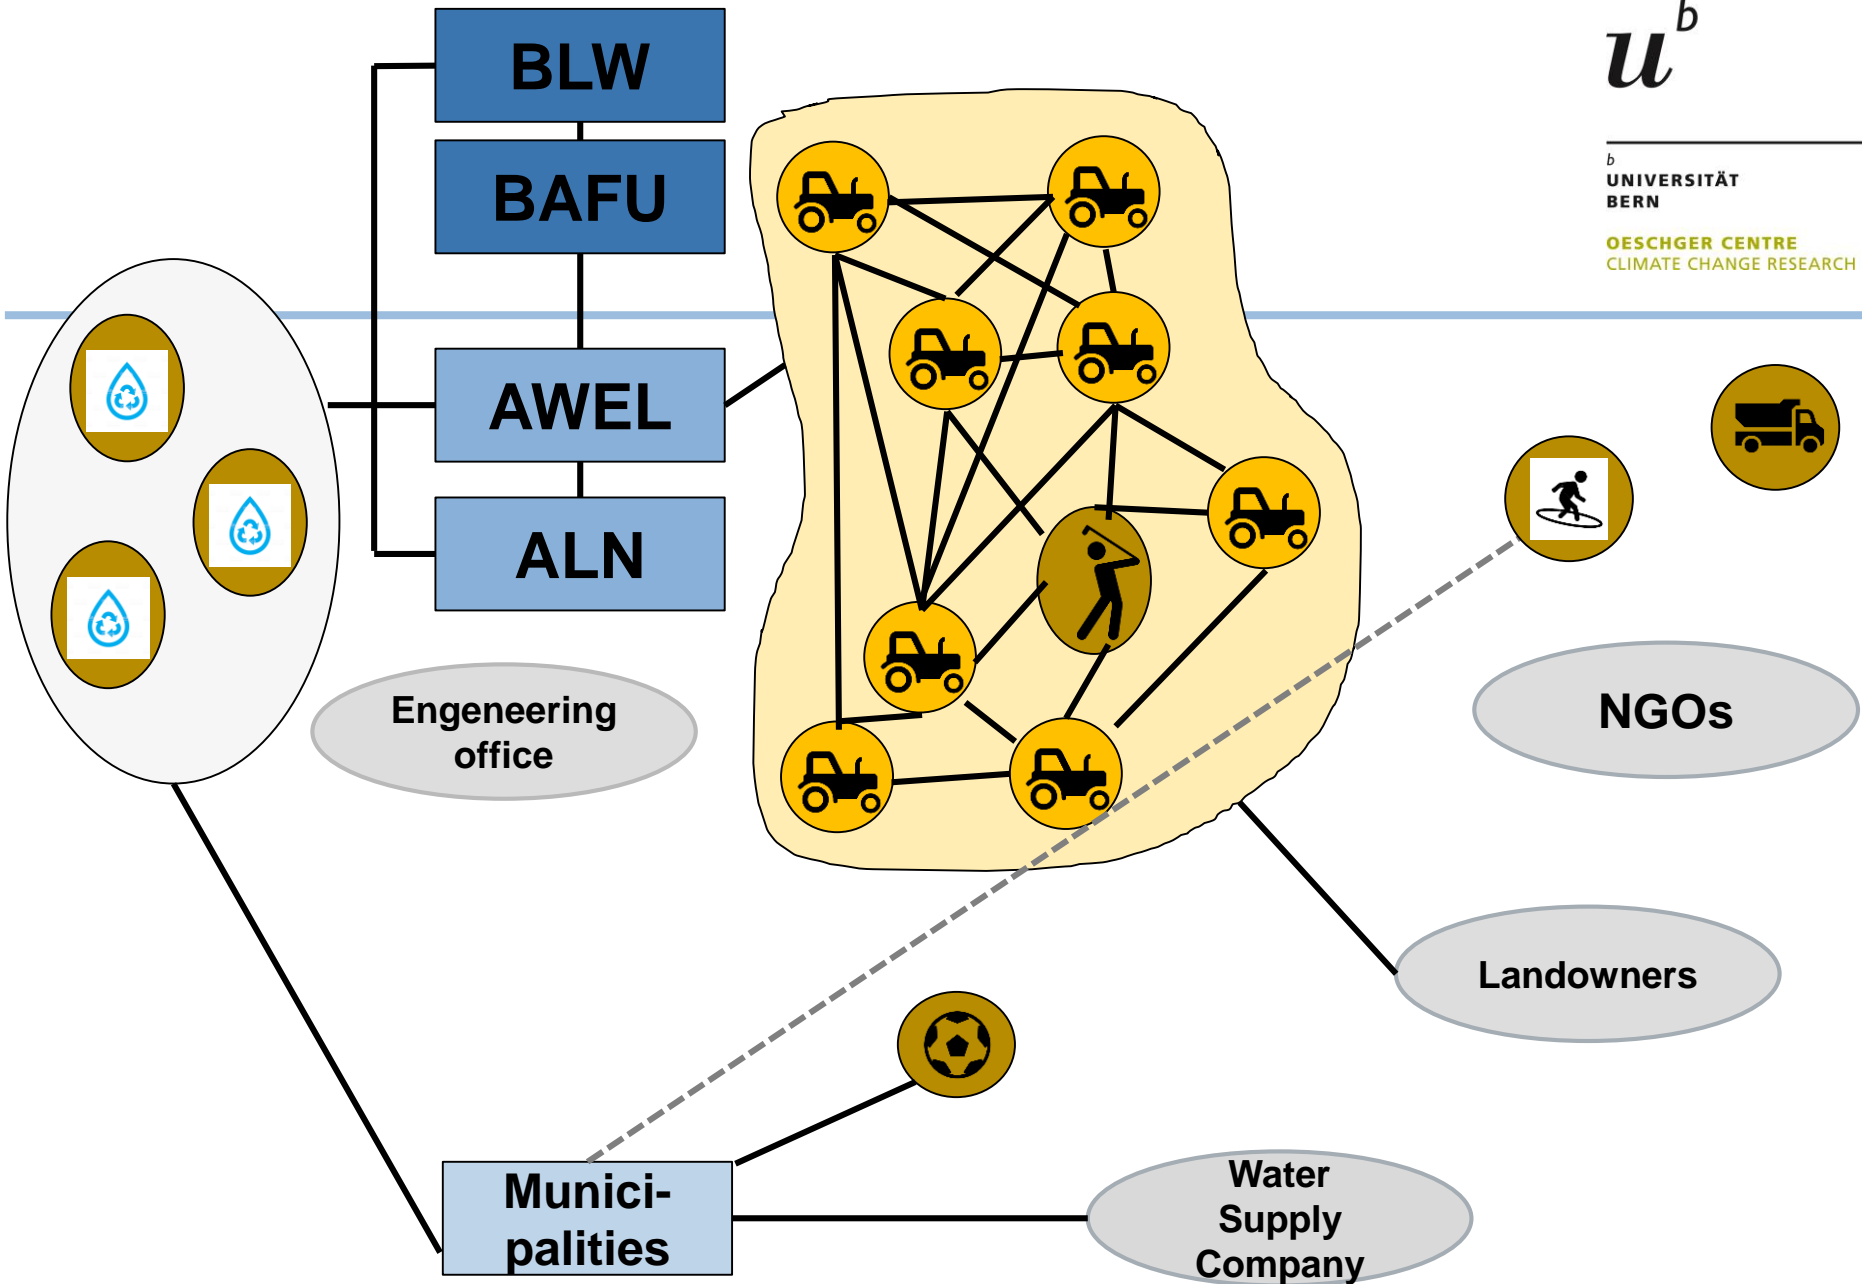 BLW
BAFU
AWEL
ALN
u
b
b
UNIVERSITÄT
BERN
OESCHGER CENTRE
CLIMATE CHANGE RESEARCH
Engeneering
office
NGOs
Landowners
Munici-
palities
Water
Supply
Company